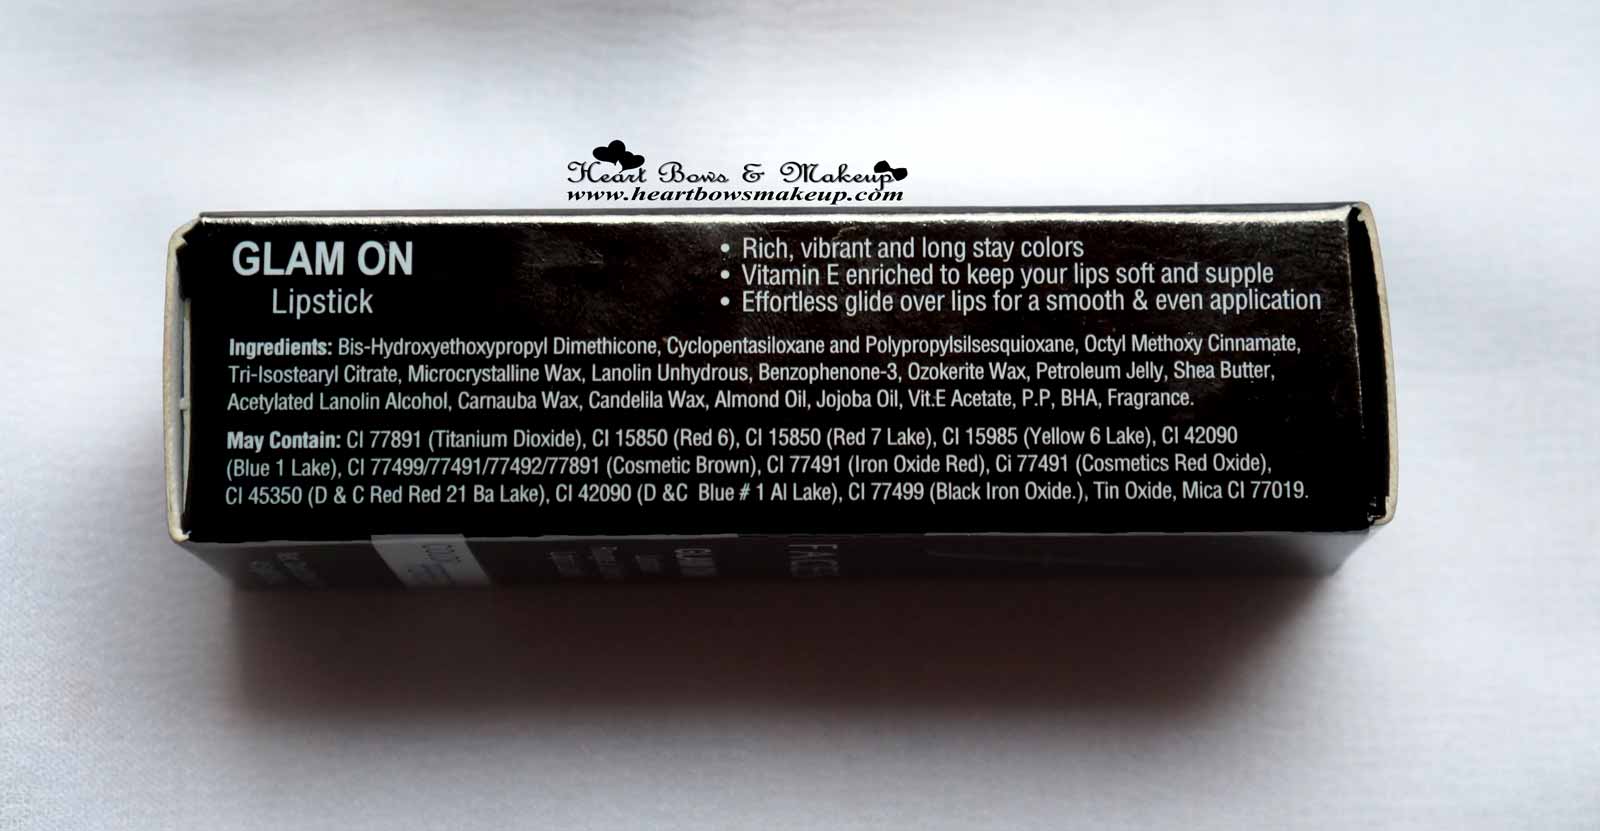 Heart Bows & Makeup
www.heartbowsmakeup.com
GLAM ON
Lipstick
• Rich, vibrant and long stay colors
• Vitamin E enriched to keep your lips soft and supple
• Effortless glide over lips for a smooth & even application
Ingredients: Bis-Hydroxyethoxypropyl Dimethicone, Cyclopentasiloxane and Polypropylsilsesquioxane, Octyl Methoxy Cinnamate,
Tri-Isostearyl Citrate, Microcrystalline Wax, Lanolin Unhydrous, Benzophenone-3, Ozokerite Wax, Petroleum Jelly, Shea Butter,
Acetylated Lanolin Alcohol, Carnauba Wax, Candelila Wax, Almond Oil, Jojoba Oil, Vit.E Acetate, P.P, BHA, Fragrance.
May Contain: CI 77891 (Titanium Dioxide), CI 15850 (Red 6), CI 15850 (Red 7 Lake), CI 15985 (Yellow 6 Lake), CI 42090
(Blue 1 Lake), CI 77499/77491/77492/77891 (Cosmetic Brown), CI 77491 (Iron Oxide Red), Ci 77491 (Cosmetics Red Oxide),
CI 45350 (D & C Red Red 21 Ba Lake), CI 42090 (D &C Blue # 1 Al Lake), CI 77499 (Black Iron Oxide.), Tin Oxide, Mica CI 77019.
FACES
GLAM ON